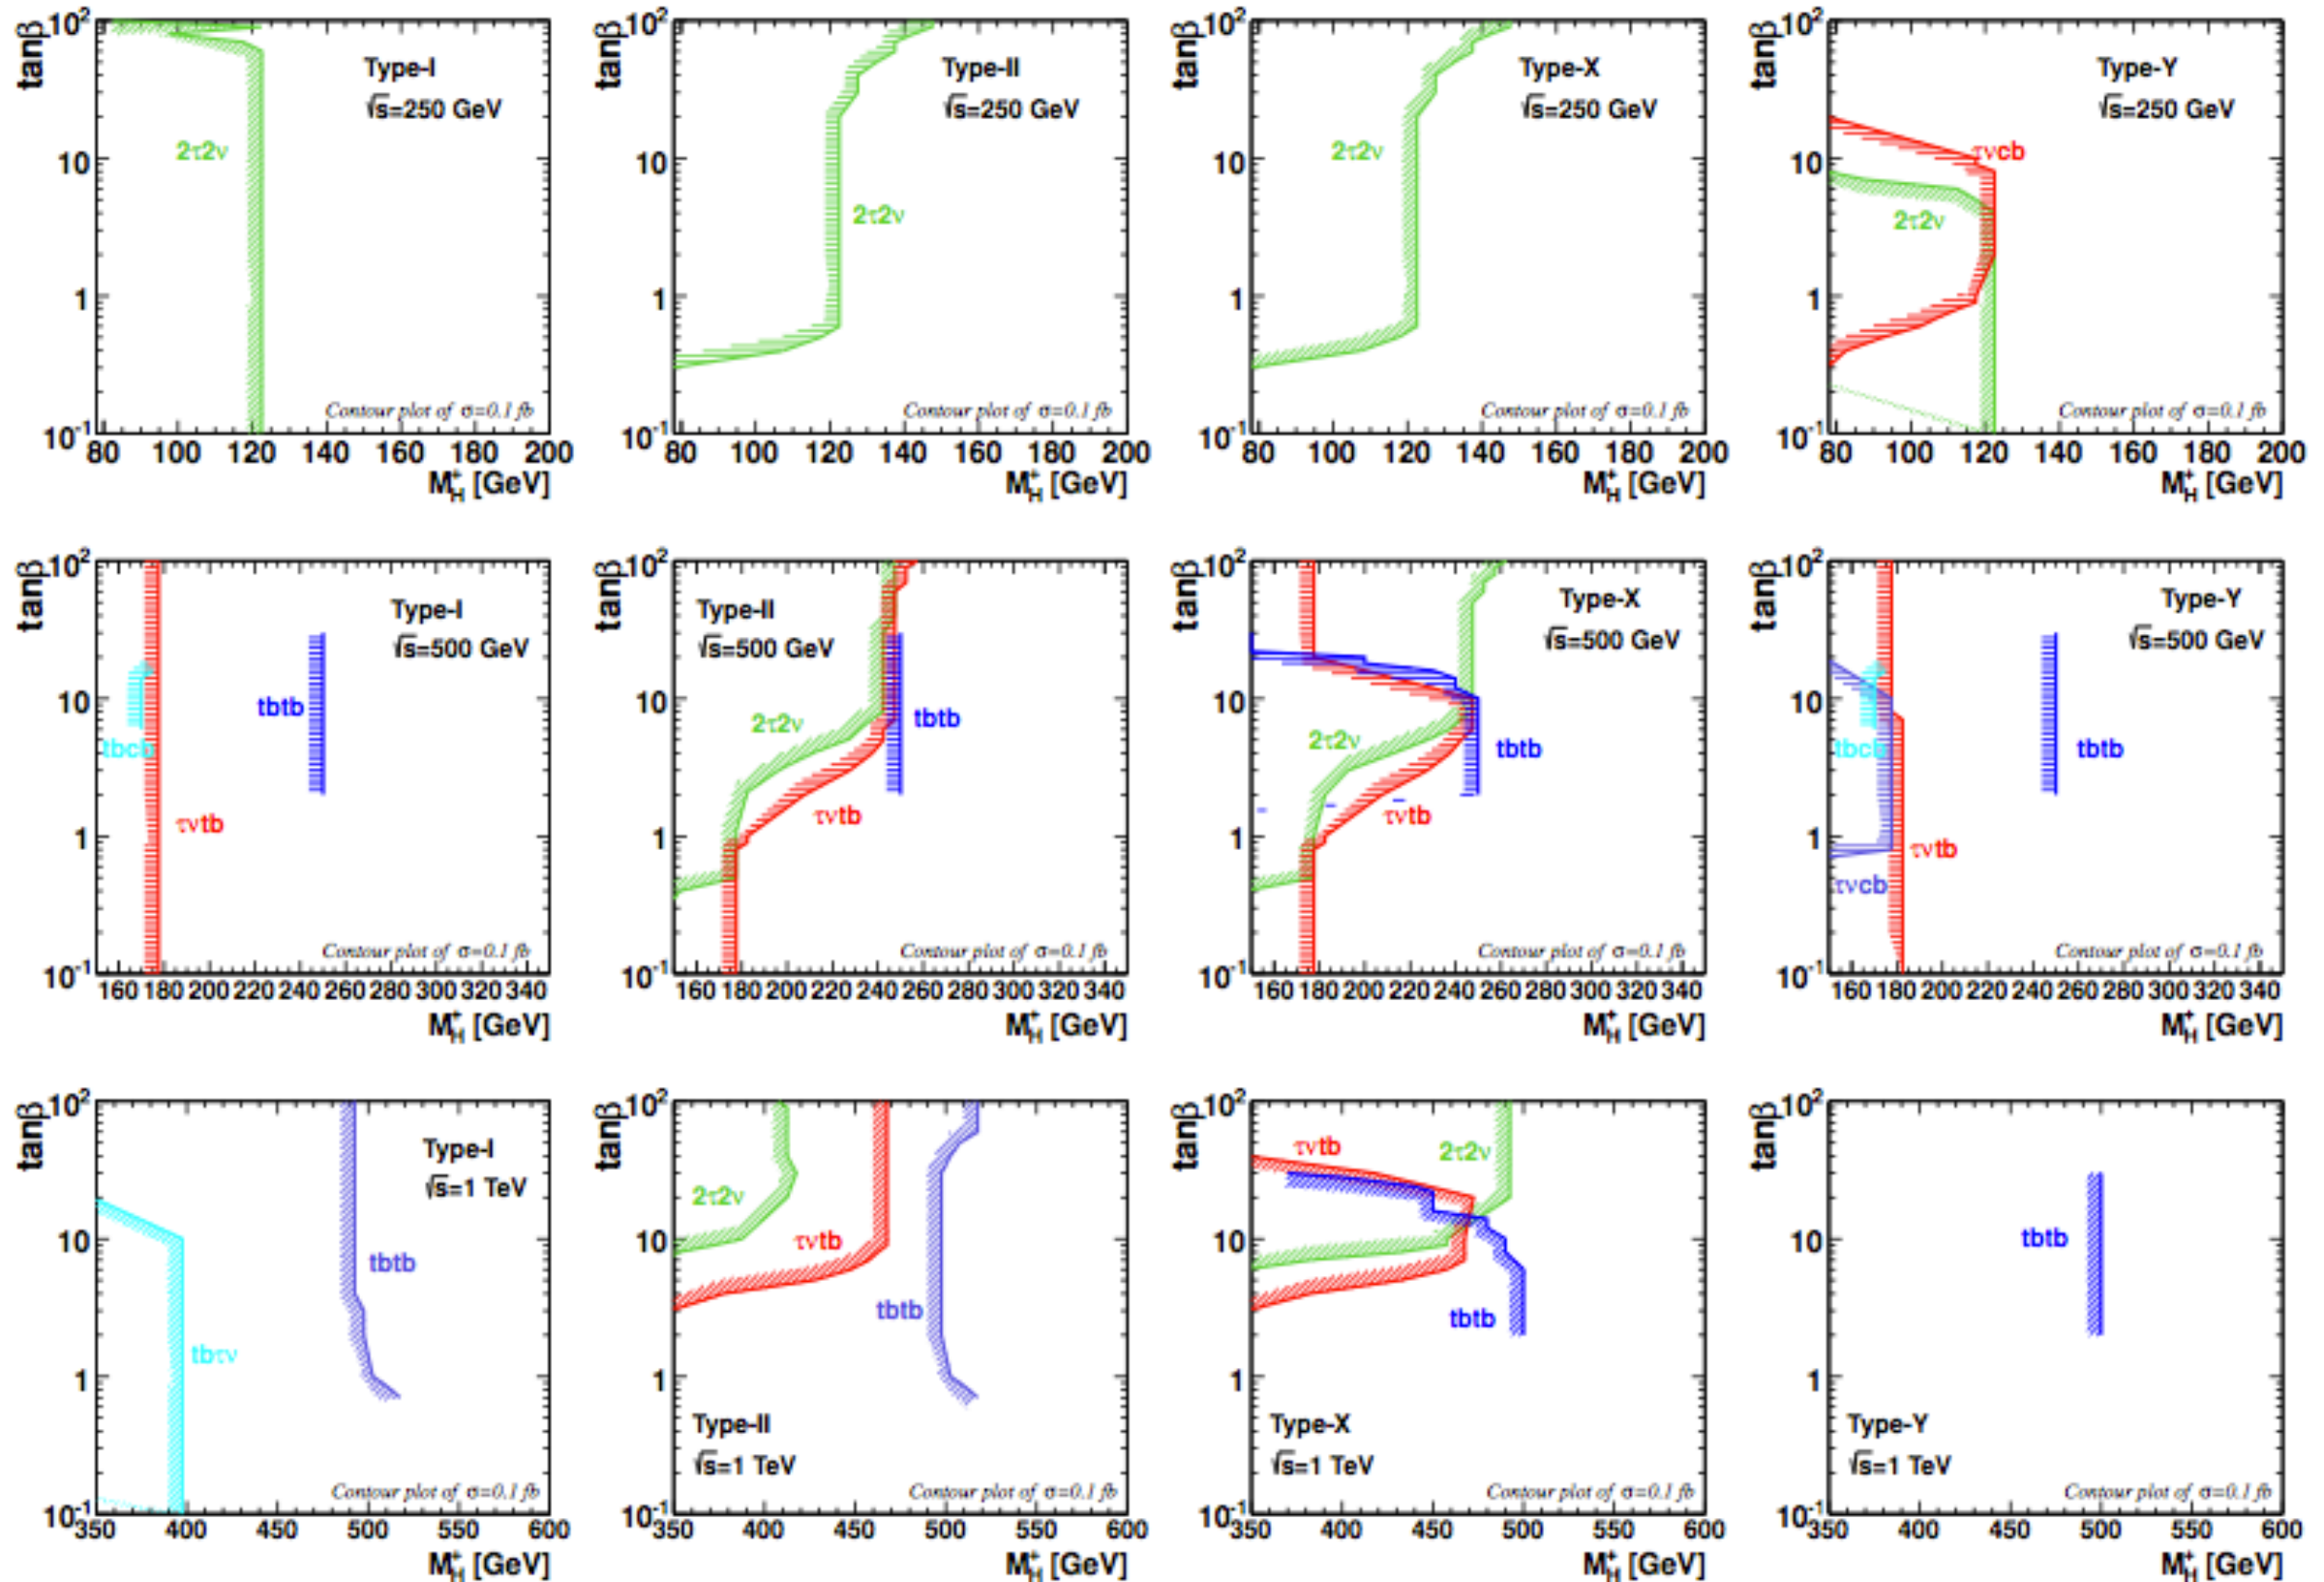 tanβ
10²
10
1
10⁻¹
Type-I
√s=250 GeV
2τ2ν
Contour plot of σ=0.1 fb
80 100 120 140 160 180 200
M⁺_H [GeV]
tanβ
10²
10
1
10⁻¹
Type-II
√s=250 GeV
2τ2ν
Contour plot of σ=0.1 fb
80 100 120 140 160 180 200
M⁺_H [GeV]
tanβ
10²
10
1
10⁻¹
Type-X
√s=250 GeV
2τ2ν
Contour plot of σ=0.1 fb
80 100 120 140 160 180 200
M⁺_H [GeV]
tanβ
10²
10
1
10⁻¹
Type-Y
√s=250 GeV
τνcb
2τ2ν
Contour plot of σ=0.1 fb
80 100 120 140 160 180 200
M⁺_H [GeV]
tanβ
10²
10
1
10⁻¹
Type-I
√s=500 GeV
tbtb
tbcb
τνtb
Contour plot of σ=0.1 fb
160 180 200 220 240 260 280 300 320 340
M⁺_H [GeV]
tanβ
10²
10
1
10⁻¹
Type-II
√s=500 GeV
2τ2ν
tbtb
τνtb
Contour plot of σ=0.1 fb
160 180 200 220 240 260 280 300 320 340
M⁺_H [GeV]
tanβ
10²
10
1
10⁻¹
Type-X
√s=500 GeV
2τ2ν
tbtb
τνtb
Contour plot of σ=0.1 fb
160 180 200 220 240 260 280 300 320 340
M⁺_H [GeV]
tanβ
10²
10
1
10⁻¹
Type-Y
√s=500 GeV
tbcb
tbtb
τνtb
τνcb
Contour plot of σ=0.1 fb
160 180 200 220 240 260 280 300 320 340
M⁺_H [GeV]
tanβ
10²
10
1
10⁻¹
Type-I
√s=1 TeV
tbtb
tbτν
Contour plot of σ=0.1 fb
350 400 450 500 550 600
M⁺_H [GeV]
tanβ
10²
10
1
10⁻¹
2τ2ν
τνtb
tbtb
Type-II
√s=1 TeV
Contour plot of σ=0.1 fb
350 400 450 500 550 600
M⁺_H [GeV]
tanβ
10²
10
1
10⁻¹
τνtb
2τ2ν
tbtb
Type-X
√s=1 TeV
Contour plot of σ=0.1 fb
350 400 450 500 550 600
M⁺_H [GeV]
tanβ
10²
10
1
10⁻¹
tbtb
Type-Y
√s=1 TeV
Contour plot of σ=0.1 fb
350 400 450 500 550 600
M⁺_H [GeV]